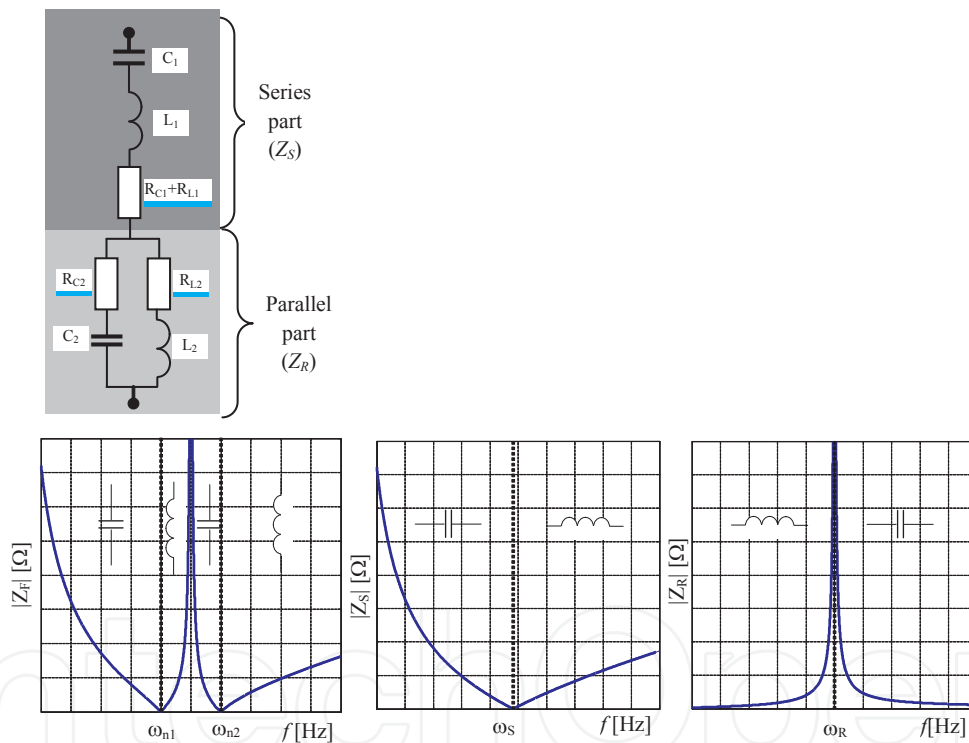 C1
L1
RC1+RL1
Series
part
(ZS)
RC2
RL2
C2
L2
Parallel
part
(ZR)
|ZF| [Ω]
ωn1
ωn2
f[Hz]
|ZS| [Ω]
ωS
f[Hz]
|ZR| [Ω]
ωR
f[Hz]